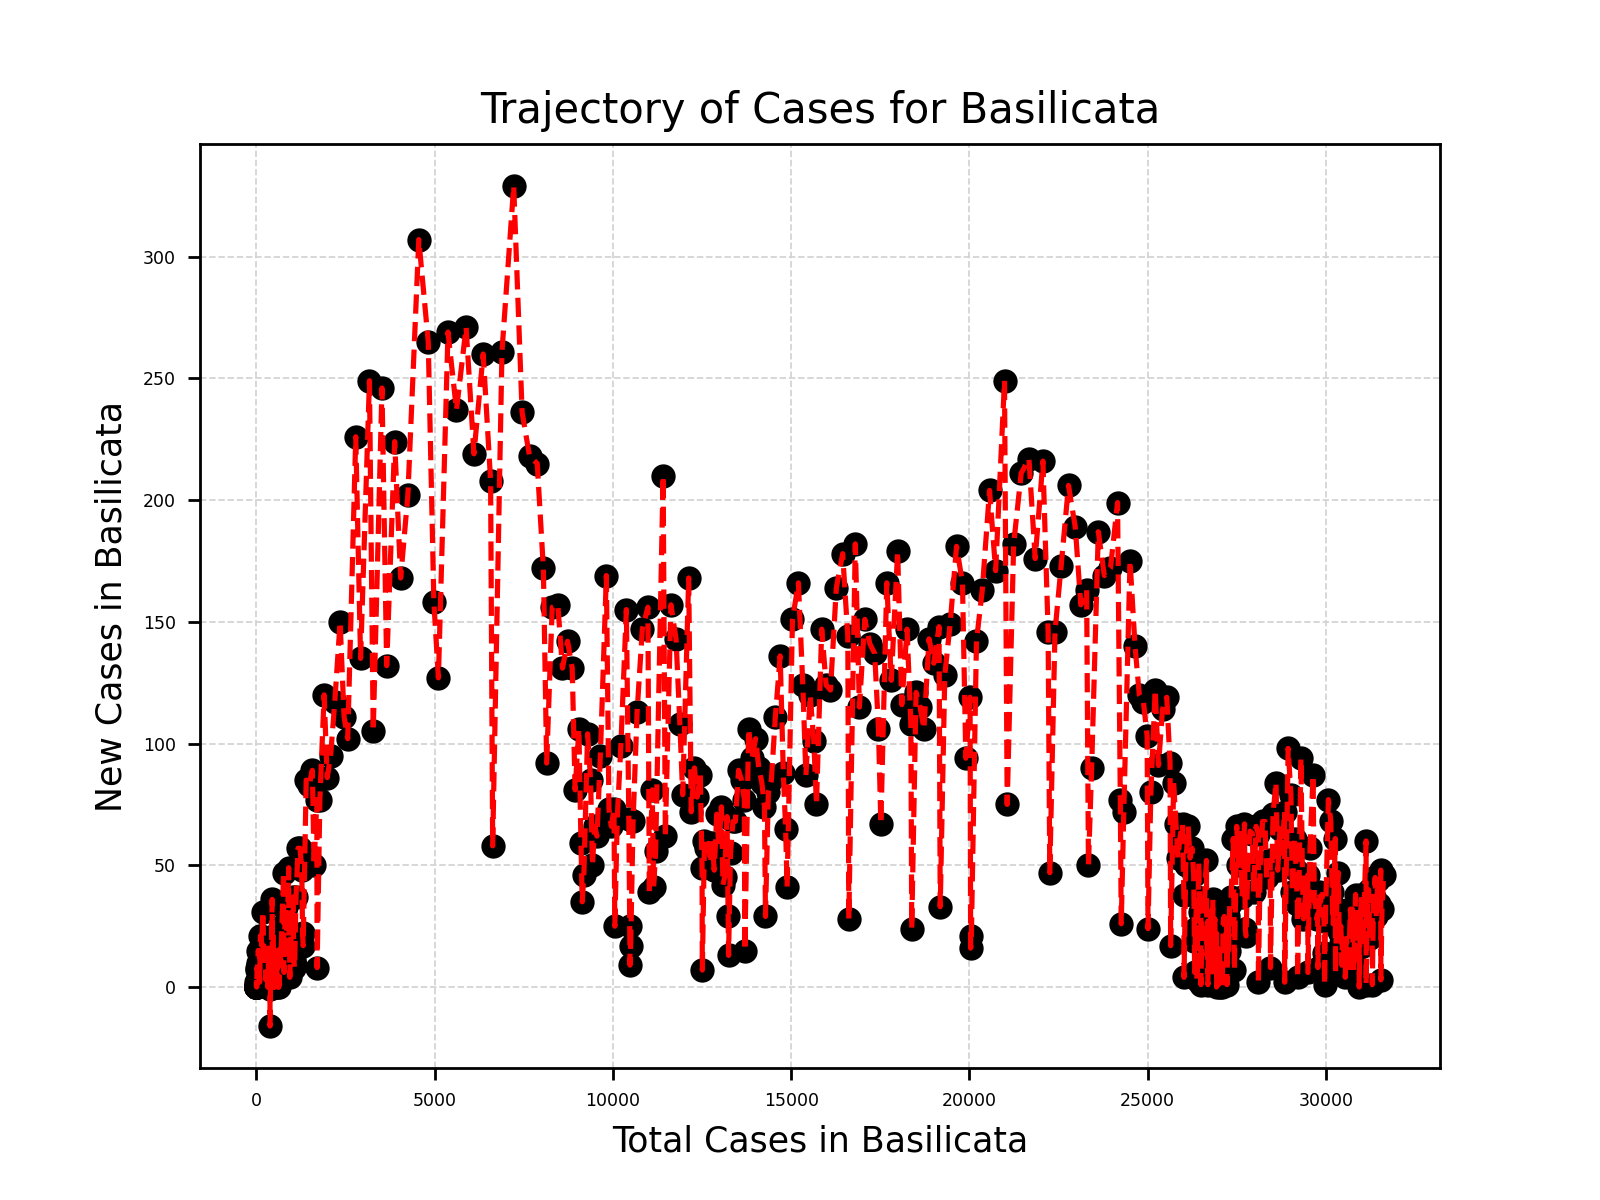 Trajectory of Cases for Basilicata
New Cases in Basilicata
300
250
200
150
100
50
0
0 5000 10000 15000 20000 25000 30000
Total Cases in Basilicata